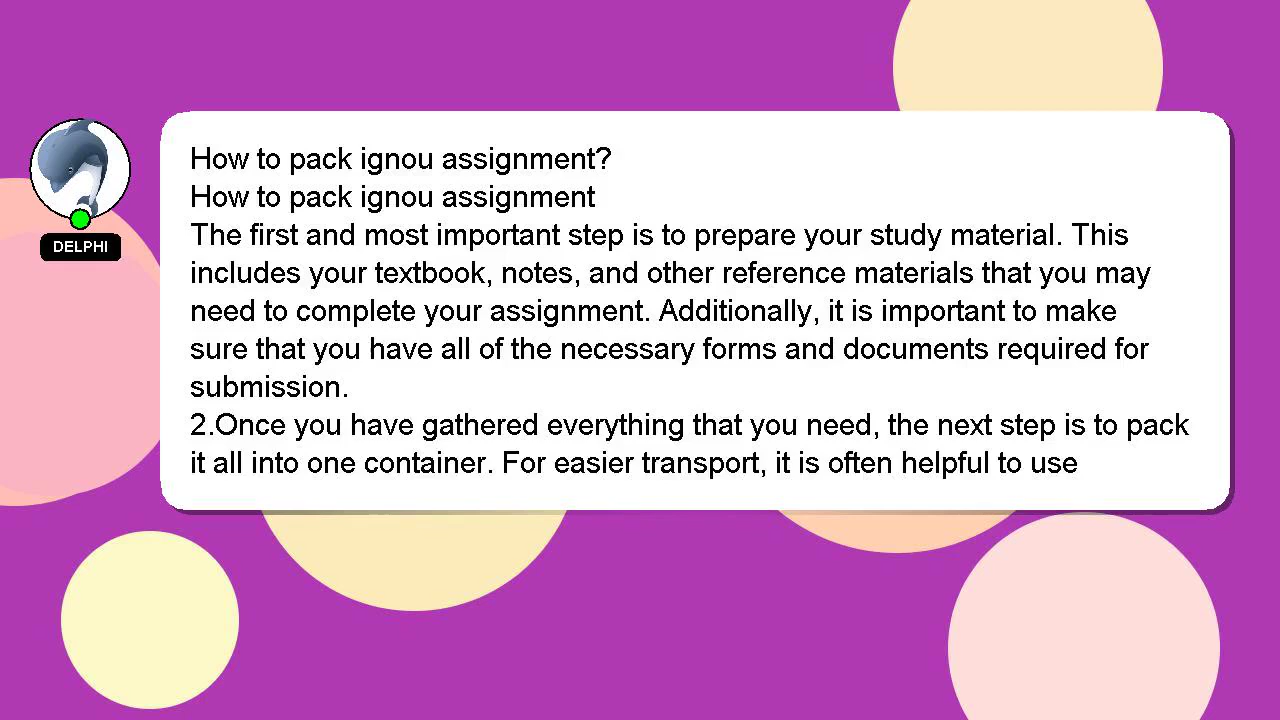 How to pack ignou assignment?
How to pack ignou assignment
The first and most important step is to prepare your study material. This
includes your textbook, notes, and other reference materials that you may
need to complete your assignment. Additionally, it is important to make
sure that you have all of the necessary forms and documents required for
submission.
2.Once you have gathered everything that you need, the next step is to pack
it all into one container. For easier transport, it is often helpful to use
DELPHI